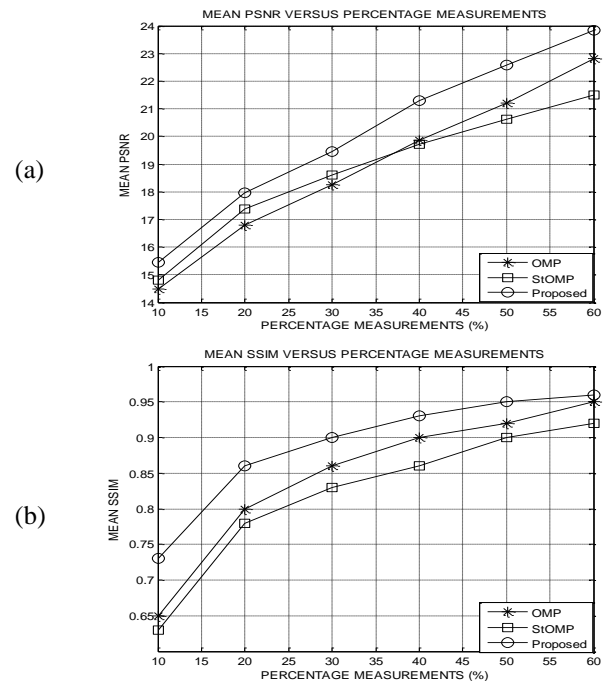 MEAN PSNR VERSUS PERCENTAGE MEASUREMENTS
24
23
22
21
20
19
18
17
16
15
14
MEAN PSNR
(a)
10 15 20 25 30 35 40 45 50 55 60
PERCENTAGE MEASUREMENTS (%)
OMP
StOMP
Proposed
MEAN SSIM VERSUS PERCENTAGE MEASUREMENTS
1
0.95
0.9
0.85
0.8
0.75
0.7
0.65
MEAN SSIM
(b)
10 15 20 25 30 35 40 45 50 55 60
PERCENTAGE MEASUREMENTS (%)
OMP
StOMP
Proposed